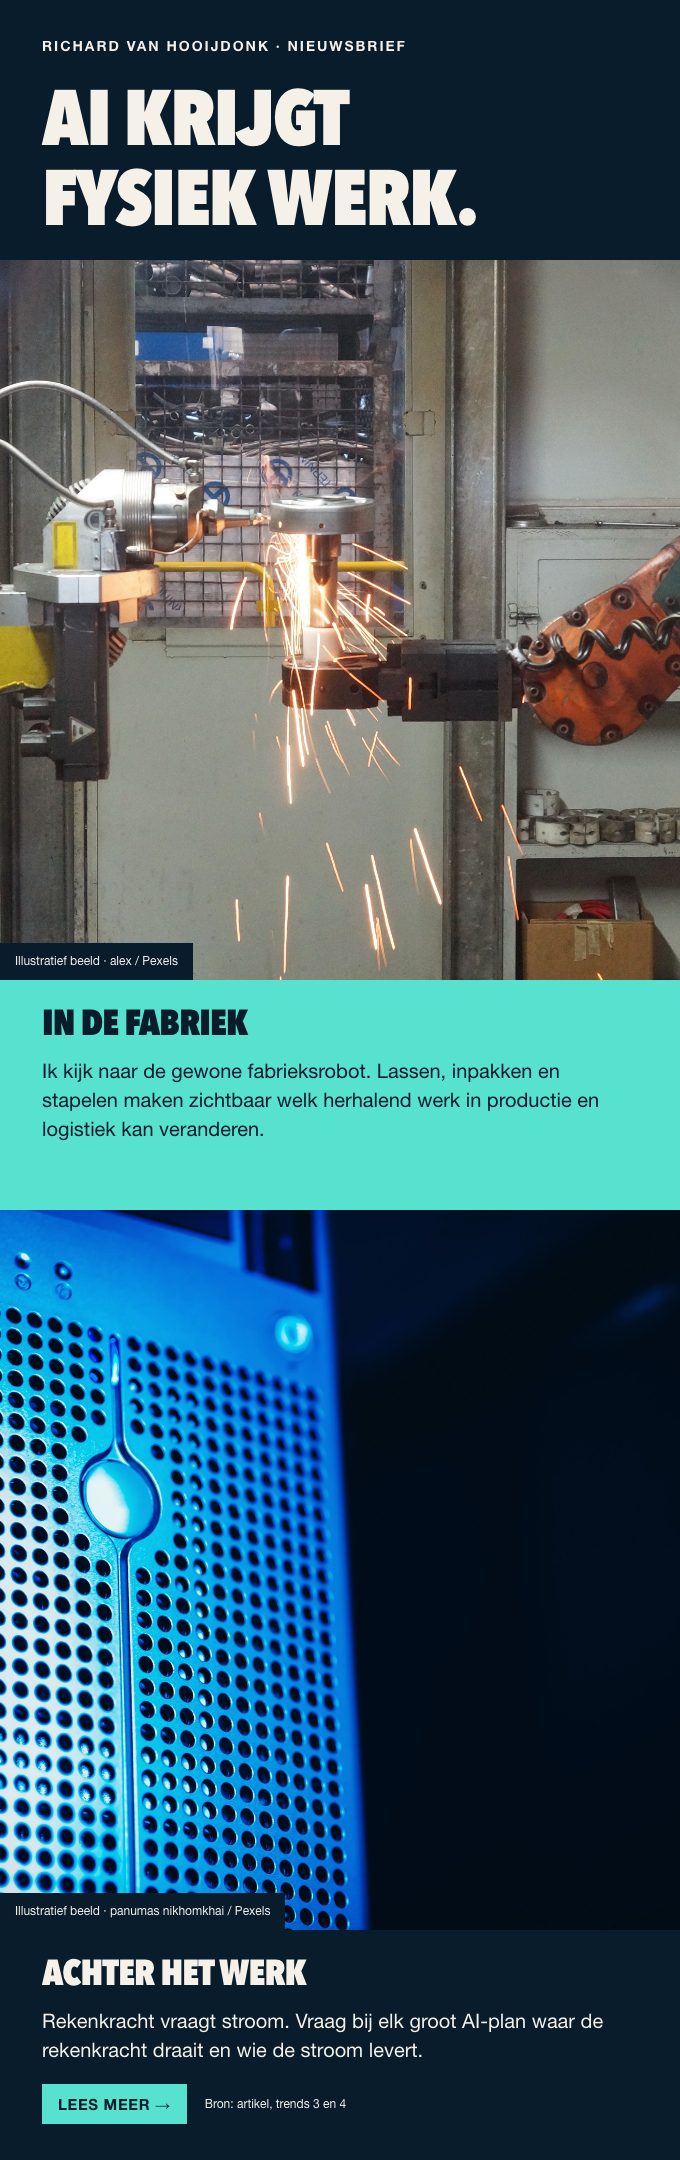 RICHARD VAN HOOIJDONK · NIEUWSBRIEF
AI KRIJGT
FYSIEK WERK.
Illustratief beeld · alex / Pexels
IN DE FABRIEK
Ik kijk naar de gewone fabrieksrobot. Lassen, inpakken en
stapelen maken zichtbaar welk herhalend werk in productie en
logistiek kan veranderen.
Illustratief beeld · panumas nikhomkhai / Pexels
ACHTER HET WERK
Rekenkracht vraagt stroom. Vraag bij elk groot AI-plan waar de
rekenkracht draait en wie de stroom levert.
LEES MEER →
Bron: artikel, trends 3 en 4